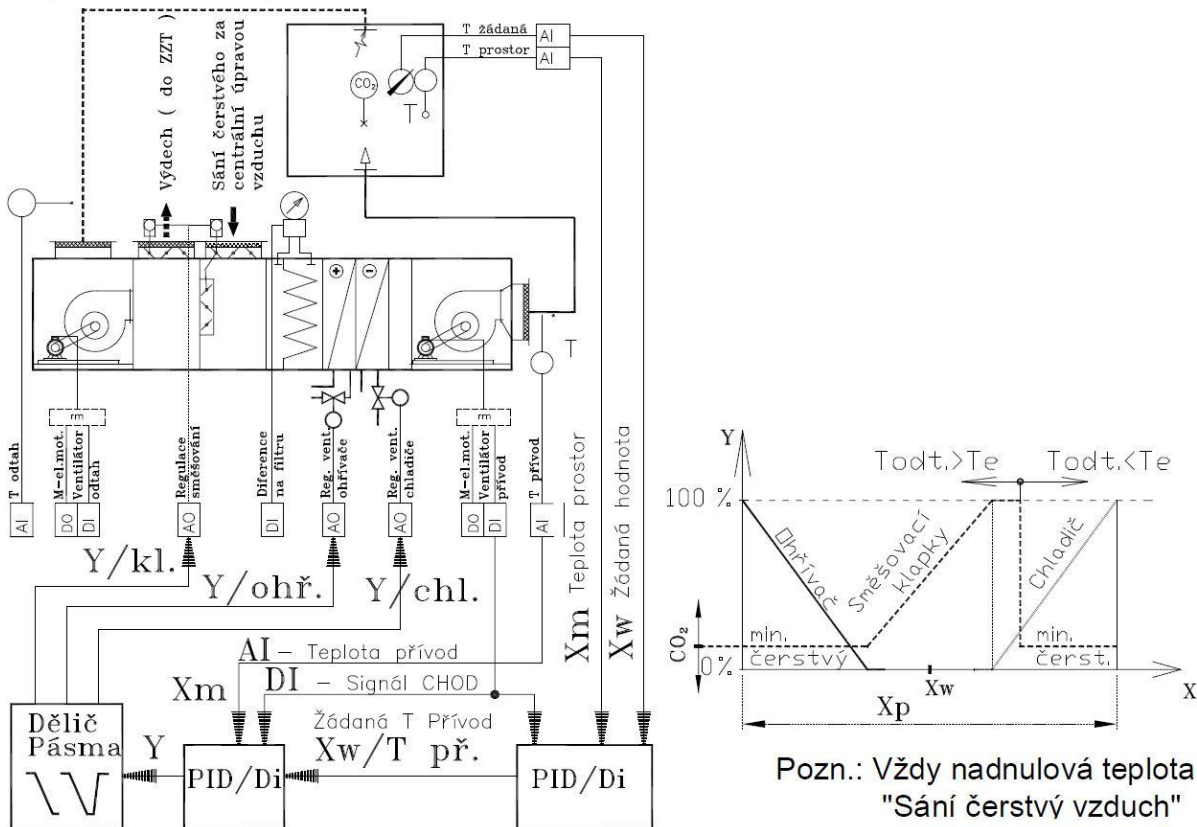 T žádaná
AI
T prostor
AI
CO₂
T
Výdech ( do ZZT )
Sání čerstvého za
centrální úpravou
vzduchu
+
−
T
rm
rm
T odtah
M-el.mot.
Ventilátor
odtah
Regulace
směšování
Diference
na filtru
Reg. vent.
ohřívače
Reg. vent.
chladiče
M-el.mot.
Ventilátor
přívod
T přívod
Xm Teplota prostor
Xw Žádaná hodnota
AI
DO
DI
AO
DI
AO
AO
DO
DI
AI
Y/kl.
Y/ohř.
Y/chl.
AI – Teplota přívod
Xm
DI – Signál CHOD
Žádaná T Přívod
Xw/T př.
Y
Dělič
Pásma
PID/Di
PID/Di
Y
Todt.>Te
Todt.<Te
100 %
Ohřívač
Směšovací
klapky
Chladič
CO₂
min.
čerstvý
min.
čerst.
0%
Xw
X
Xp
Pozn.: Vždy nadnulová teplota
"Sání čerstvý vzduch"